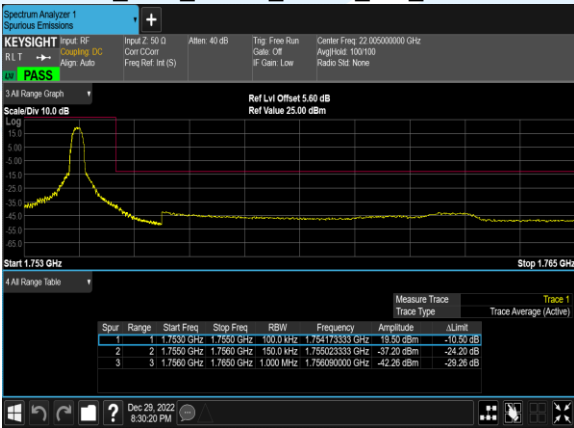 Spectrum Analyzer 1
Spurious Emissions
+
KEYSIGHT Input: RF Input Z: 50 Ω Atten: 40 dB Trig: Free Run Center Freq: 22.005000000 GHz
RLT Coupling: DC Corr CCorr Gate: Off Avg|Hold: 100/100
Align: Auto Freq Ref: Int (S) IF Gain: Low Radio Std: None
PASS
3 All Range Graph
Ref Lvl Offset 5.60 dB
Scale/Div 10.0 dB Ref Value 25.00 dBm
Log
15.0
5.00
-5.00
-15.0
-25.0
-35.0
-45.0
-55.0
-65.0
Start 1.753 GHz Stop 1.765 GHz
4 All Range Table
Measure Trace Trace 1
Trace Type Trace Average (Active)
Spur Range Start Freq Stop Freq RBW Frequency Amplitude ΔLimit
1 1 1.7530 GHz 1.7550 GHz 100.0 kHz 1.754173333 GHz 19.50 dBm -10.50 dB
2 2 1.7550 GHz 1.7560 GHz 150.0 kHz 1.755023333 GHz -37.20 dBm -24.20 dB
3 3 1.7560 GHz 1.7650 GHz 1.000 MHz 1.756090000 GHz -42.26 dBm -29.26 dB
? Dec 29, 2022
8:30:20 PM